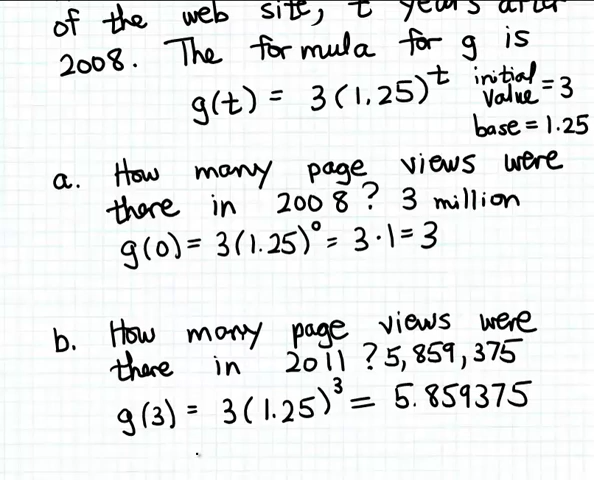 of the web site, t years after
2008. The formula for g is
g(t) = 3(1.25)^t initial value = 3
base = 1.25
a. How many page views were
there in 2008? 3 million
g(0) = 3(1.25)^0 = 3·1 = 3
b. How many page views were
there in 2011? 5,859,375
g(3) = 3(1.25)^3 = 5.859375